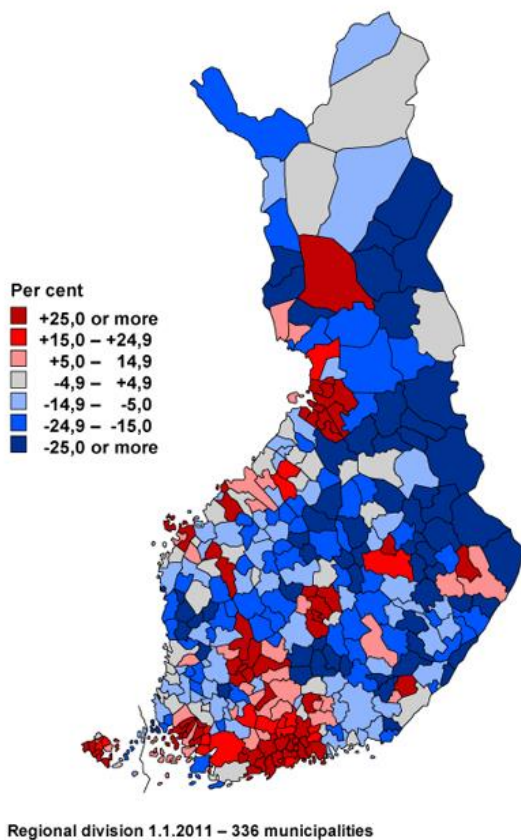 Per cent
+25,0 or more
+15,0 – +24,9
+5,0 – 14,9
-4,9 – +4,9
-14,9 – -5,0
-24,9 – -15,0
-25,0 or more
Regional division 1.1.2011 – 336 municipalities